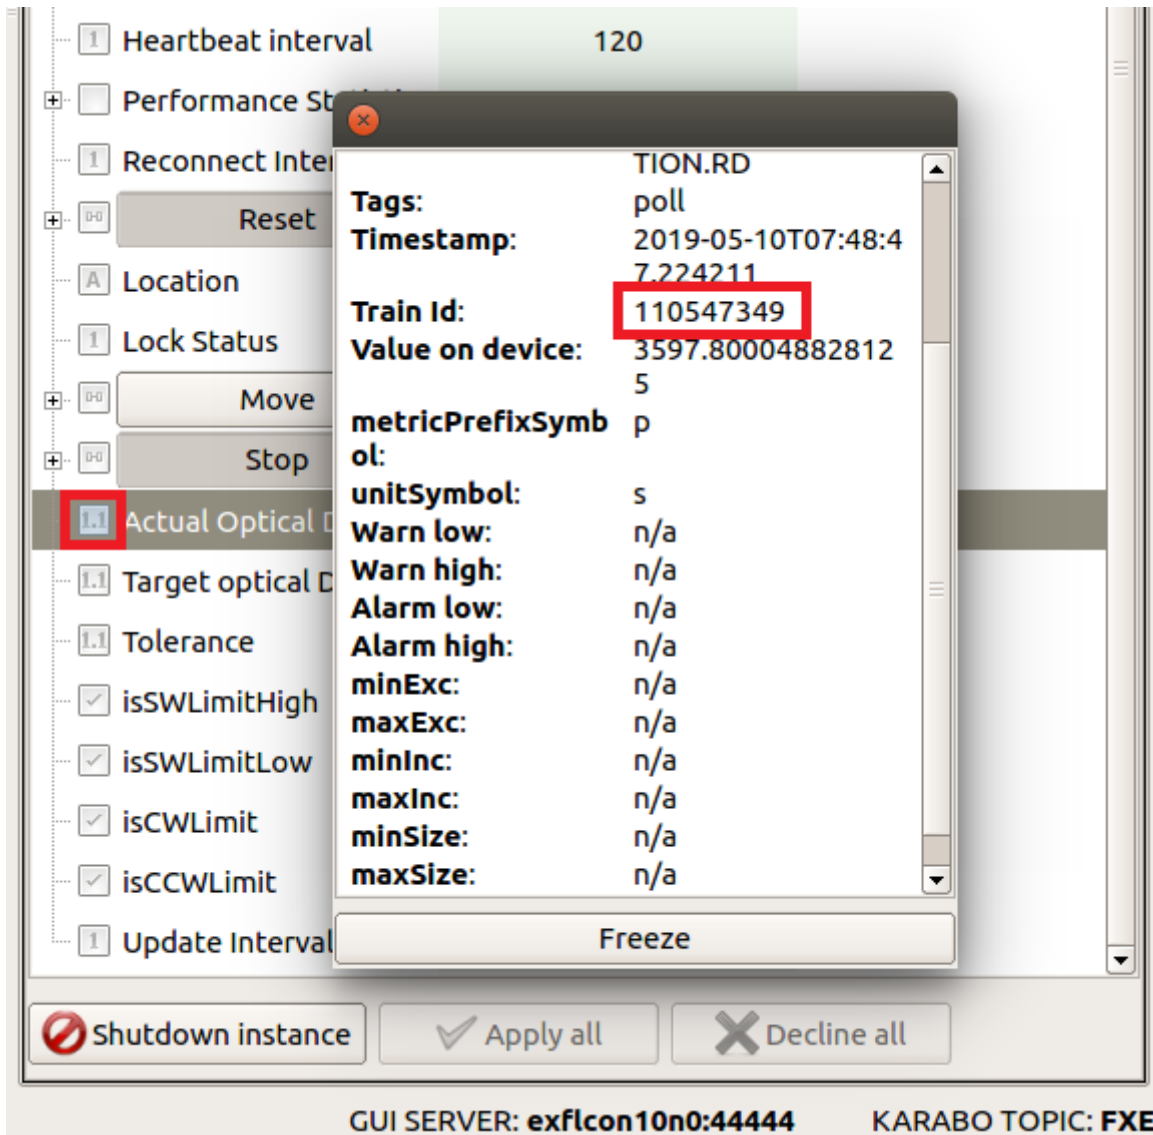 Heartbeat interval 120
Performance St
Reconnect Inte
Reset
Location
Lock Status
Move
Stop
Actual Optical
Target optical D
Tolerance
isSWLimitHigh
isSWLimitLow
isCWLimit
isCCWLimit
Update Interval
TION.RD
Tags: poll
Timestamp: 2019-05-10T07:48:4
7.224211
Train Id: 110547349
Value on device: 3597.80004882812
5
metricPrefixSymb p
ol:
unitSymbol: s
Warn low: n/a
Warn high: n/a
Alarm low: n/a
Alarm high: n/a
minExc: n/a
maxExc: n/a
minInc: n/a
maxInc: n/a
minSize: n/a
maxSize: n/a
Freeze
Shutdown instance Apply all Decline all
GUI SERVER: exflcon10n0:44444 KARABO TOPIC: FXE